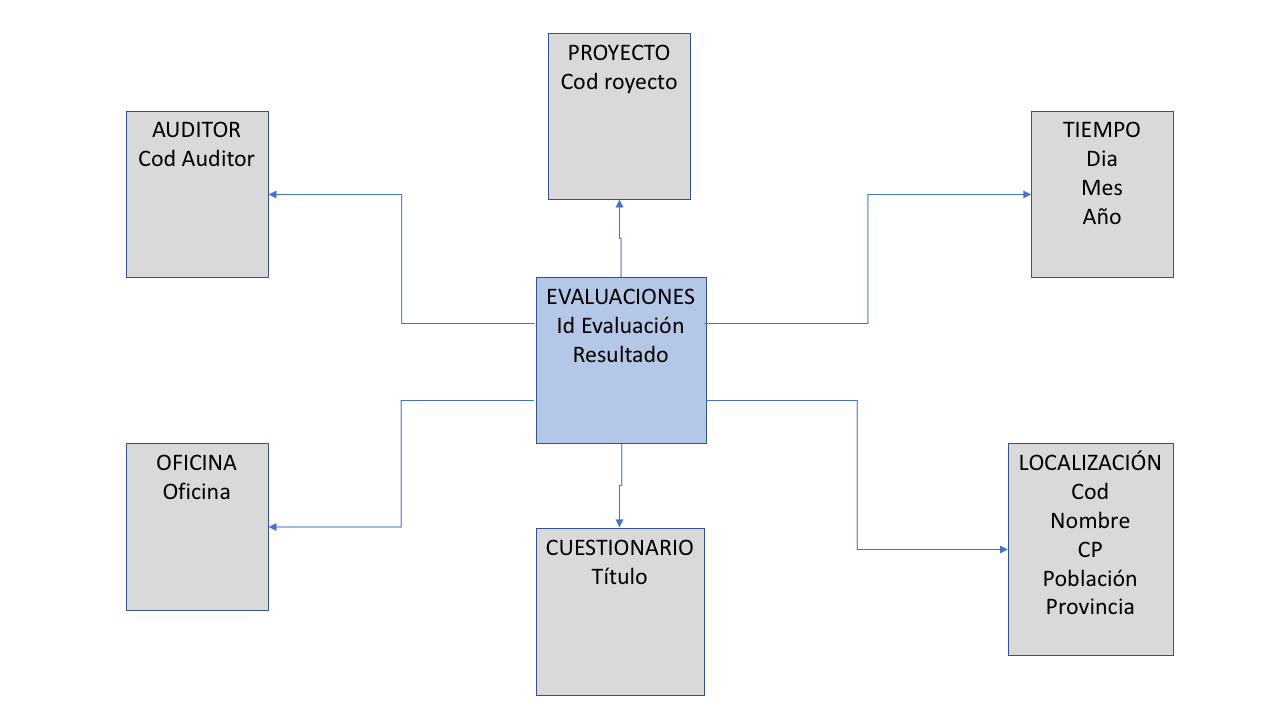 PROYECTO
Cod royecto
AUDITOR
Cod Auditor
TIEMPO
Dia
Mes
Año
EVALUACIONES
Id Evaluación
Resultado
OFICINA
Oficina
LOCALIZACIÓN
Cod
Nombre
CP
Población
Provincia
CUESTIONARIO
Título